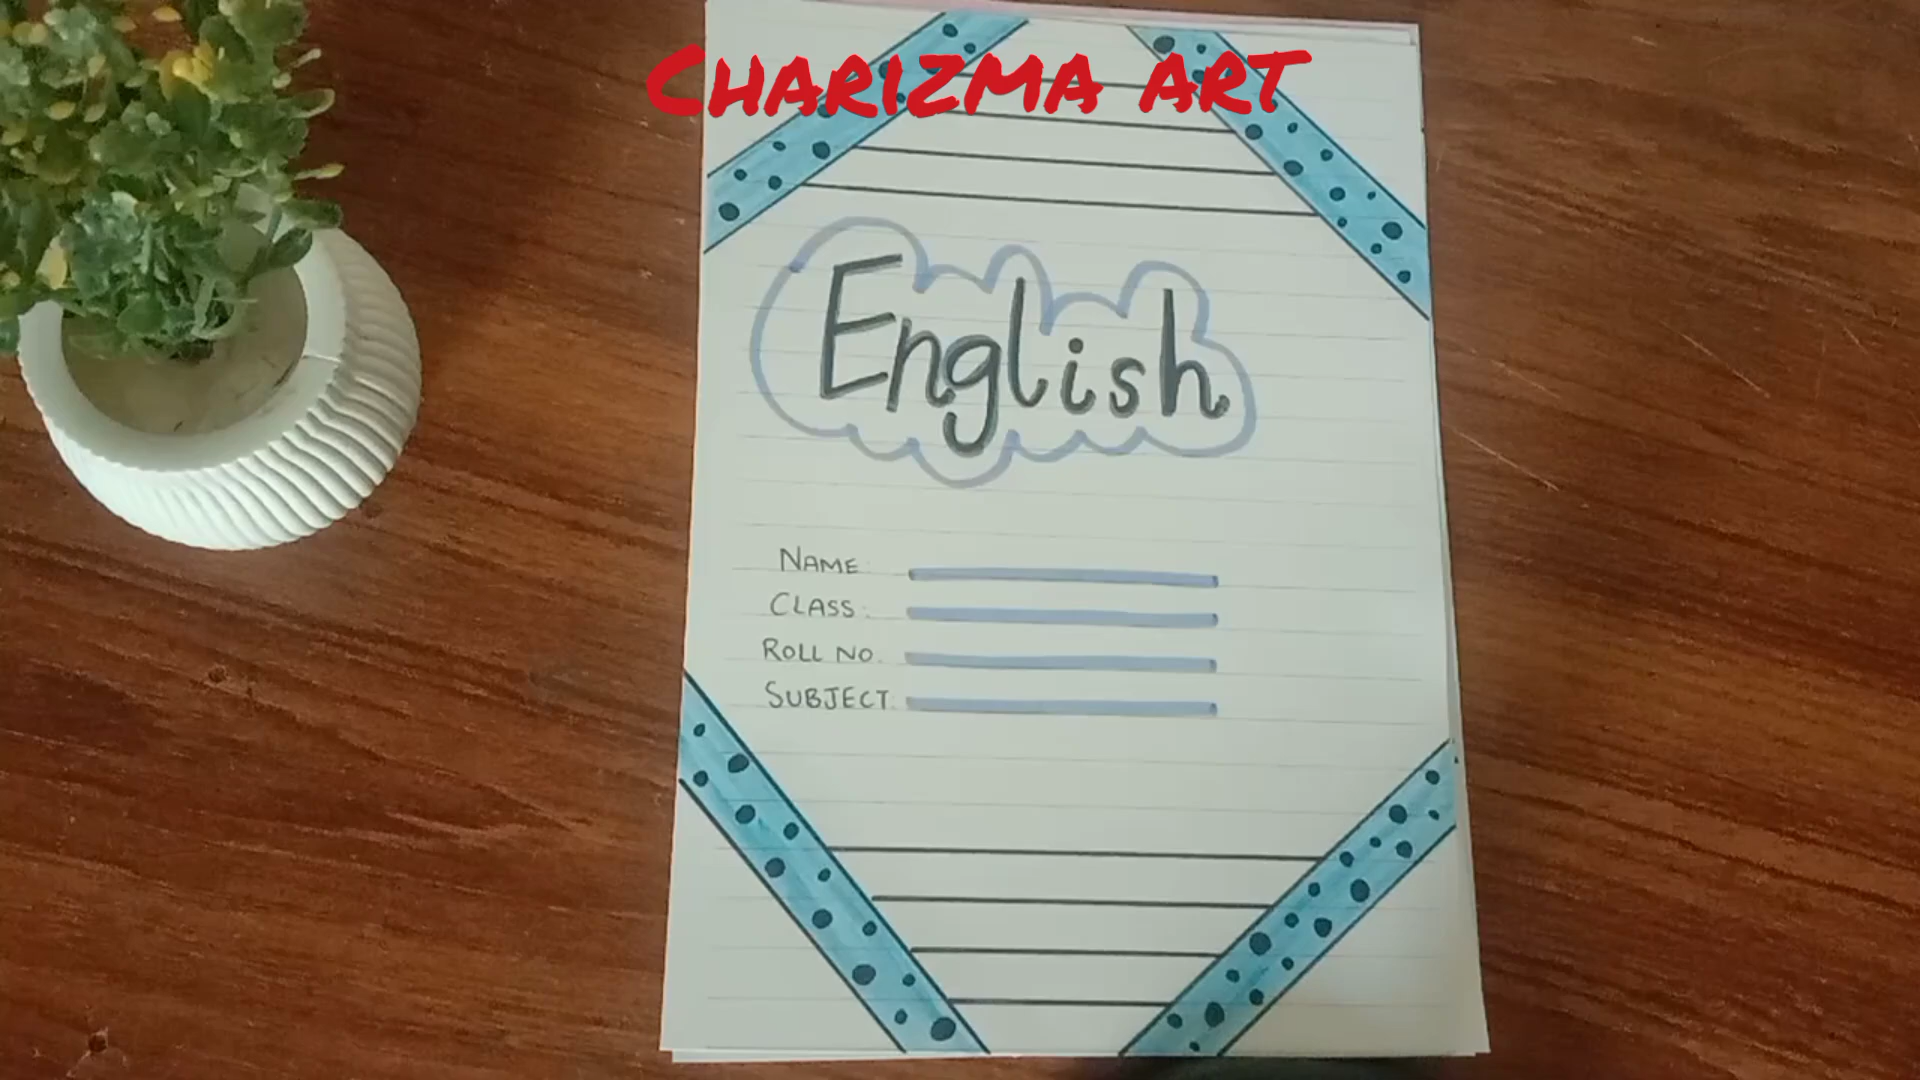 Charizma art
English
NAME:
CLASS:
ROLL NO.
SUBJECT: